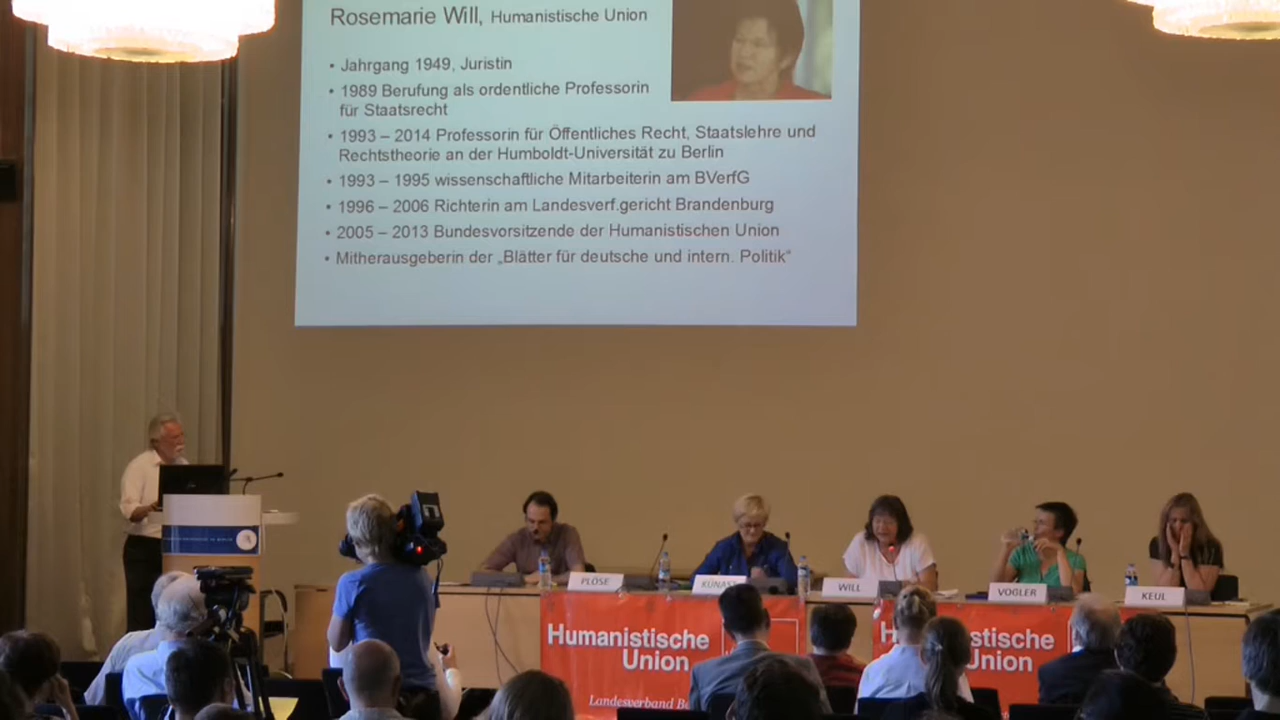 Rosemarie Will, Humanistische Union
• Jahrgang 1949, Juristin
• 1989 Berufung als ordentliche Professorin
für Staatsrecht
• 1993 – 2014 Professorin für Öffentliches Recht, Staatslehre und
Rechtstheorie an der Humboldt-Universität zu Berlin
• 1993 – 1995 wissenschaftliche Mitarbeiterin am BVerfG
• 1996 – 2006 Richterin am Landesverf.gericht Brandenburg
• 2005 – 2013 Bundesvorsitzende der Humanistischen Union
• Mitherausgeberin der „Blätter für deutsche und intern. Politik“
PLÖSE
KUNAST
WILL
VOGLER
KEUL
Humanistische
Union
Landesverband
Union